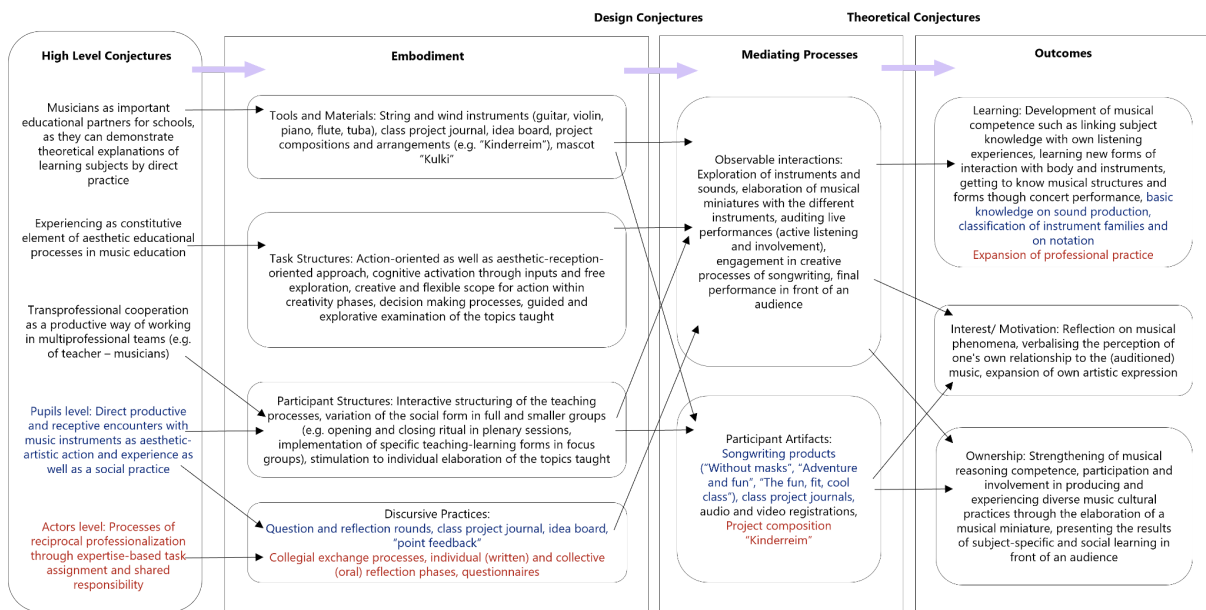 Design Conjectures
Theoretical Conjectures
High Level Conjectures
Musicians as important
educational partners for schools,
as they can demonstrate
theoretical explanations of
learning subjects by direct
practice
Experiencing as constitutive
element of aesthetic educational
processes in music education
Transprofessional cooperation
as a productive way of working
in multiprofessional teams (e.g.
of teacher – musicians)
Pupils level: Direct productive
and receptive encounters with
music instruments as aesthetic-
artistic action and experience as
well as a social practice
Actors level: Processes of
reciprocal professionalization
through expertise-based task
assignment and shared
responsibility
Embodiment
Tools and Materials: String and wind instruments (guitar, violin,
piano, flute, tuba), class project journal, idea board, project
compositions and arrangements (e.g. “Kinderreim”), mascot
“Kulki”
Task Structures: Action-oriented as well as aesthetic-reception-
oriented approach, cognitive activation through inputs and free
exploration, creative and flexible scope for action within
creativity phases, decision making processes, guided and
explorative examination of the topics taught
Participant Structures: Interactive structuring of the teaching
processes, variation of the social form in full and smaller groups
(e.g. opening and closing ritual in plenary sessions,
implementation of specific teaching-learning forms in focus
groups), stimulation to individual elaboration of the topics taught
Discursive Practices:
Question and reflection rounds, class project journal, idea board,
“point feedback”
Collegial exchange processes, individual (written) and collective
(oral) reflection phases, questionnaires
Mediating Processes
Observable interactions:
Exploration of instruments and
sounds, elaboration of musical
miniatures with the different
instruments, auditing live
performances (active listening
and involvement),
engagement in creative
processes of songwriting, final
performance in front of an
audience
Participant Artifacts:
Songwriting products
(“Without masks”, “Adventure
and fun”, “The fun, fit, cool
class”), class project journals,
audio and video registrations,
Project composition
“Kinderreim”
Outcomes
Learning: Development of musical
competence such as linking subject
knowledge with own listening
experiences, learning new forms of
interaction with body and instruments,
getting to know musical structures and
forms though concert performance, basic
knowledge on sound production,
classification of instrument families and
on notation
Expansion of professional practice
Interest/ Motivation: Reflection on musical
phenomena, verbalising the perception of
one's own relationship to the (auditioned)
music, expansion of own artistic expression
Ownership: Strengthening of musical
reasoning competence, participation and
involvement in producing and
experiencing diverse music cultural
practices through the elaboration of a
musical miniature, presenting the results
of subject-specific and social learning in
front of an audience